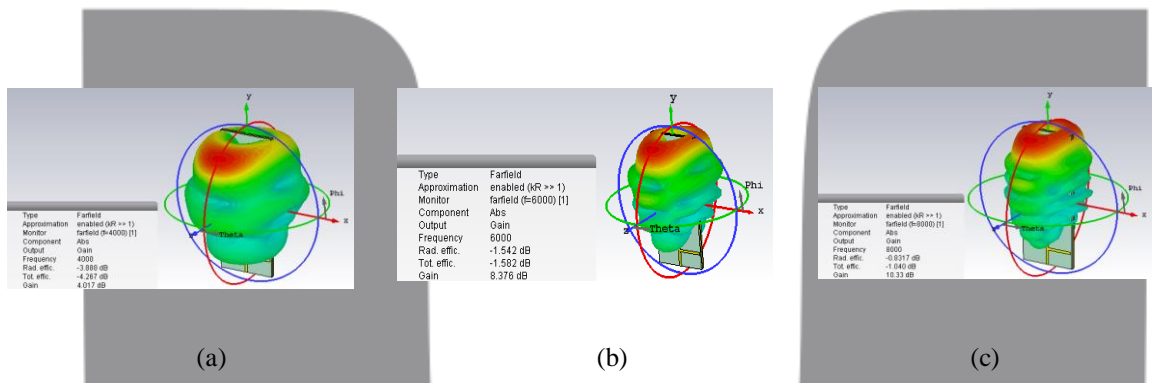 y
Phi
x
Theta
Type Farfield
Approximation enabled (kR >> 1)
Monitor farfield (f=4000) [1]
Component Abs
Output Gain
Frequency 4000
Rad. effic. -3.888 dB
Tot. effic. -4.267 dB
Gain 4.017 dB
(a)
y
Phi
x
z
Theta
Type Farfield
Approximation enabled (kR >> 1)
Monitor farfield (f=6000) [1]
Component Abs
Output Gain
Frequency 6000
Rad. effic. -1.542 dB
Tot. effic. -1.582 dB
Gain 8.376 dB
(b)
y
Phi
x
Theta
Type Farfield
Approximation enabled (kR >> 1)
Monitor farfield (f=8000) [1]
Component Abs
Output Gain
Frequency 8000
Rad. effic. -0.8317 dB
Tot. effic. -1.040 dB
Gain 10.33 dB
(c)